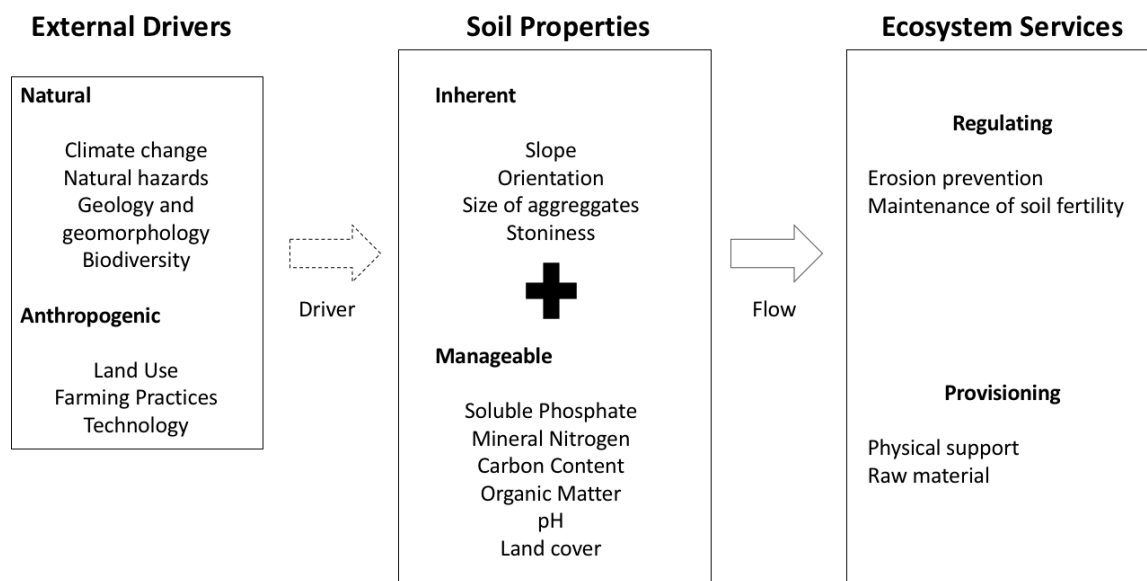 External Drivers
Natural
Climate change
Natural hazards
Geology and
geomorphology
Biodiversity
Anthropogenic
Land Use
Farming Practices
Technology
Driver
Soil Properties
Inherent
Slope
Orientation
Size of aggreggates
Stoniness
Manageable
Soluble Phosphate
Mineral Nitrogen
Carbon Content
Organic Matter
pH
Land cover
Flow
Ecosystem Services
Regulating
Erosion prevention
Maintenance of soil fertility
Provisioning
Physical support
Raw material